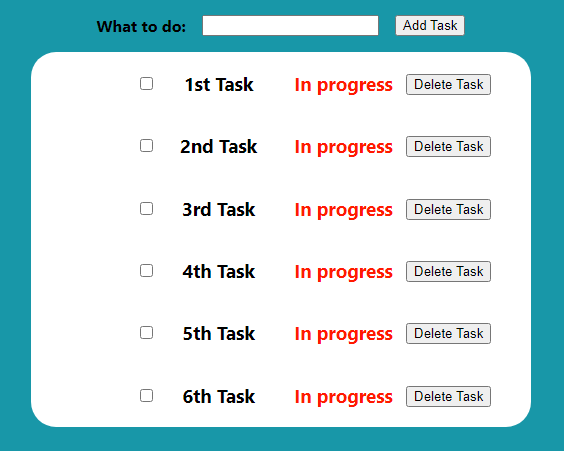 What to do: Add Task
1st Task In progress Delete Task
2nd Task In progress Delete Task
3rd Task In progress Delete Task
4th Task In progress Delete Task
5th Task In progress Delete Task
6th Task In progress Delete Task